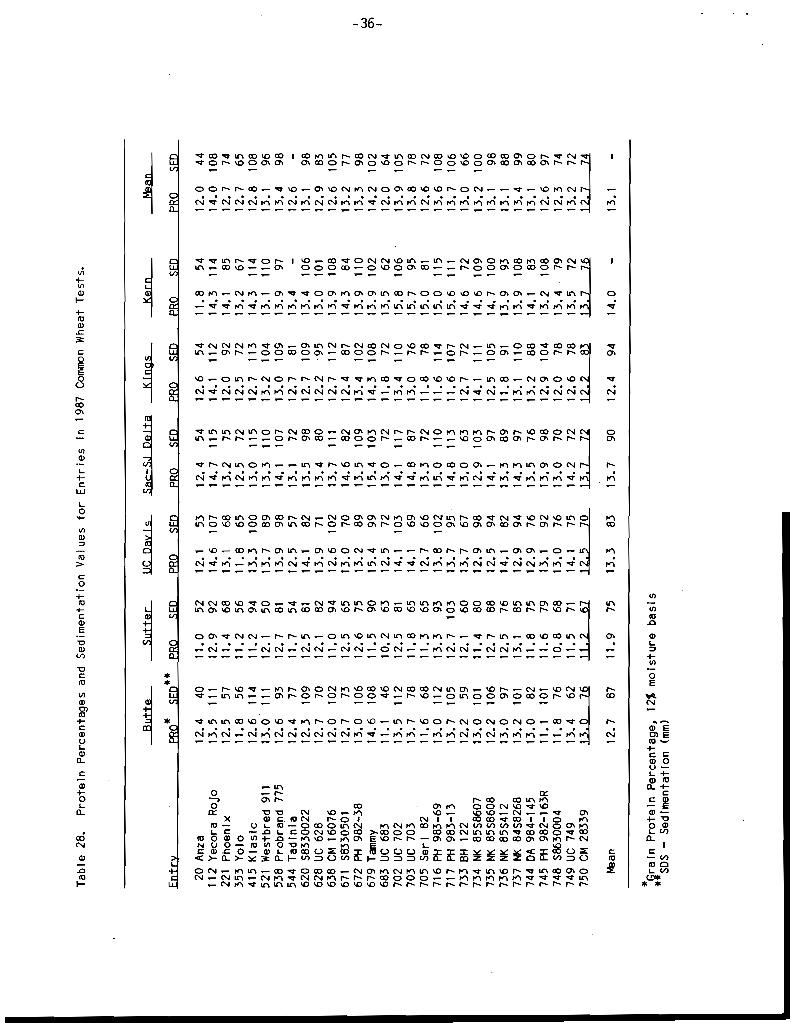 -36-
Table 28. Protein Percentages and Sedimentation Values for Entries in 1987 Common Wheat Tests.
Butte Sutter UC Davis Sac-SJ Delta Kings Kern Mean
Entry PRO* SED** PRO SED PRO SED PRO SED PRO SED PRO SED PRO SED
20 Anza 12.4 40 11.0 52 12.1 53 12.4 54 12.6 54 11.8 54 12.0 44
112 Yecora Rojo 13.5 111 12.9 92 14.6 107 14.7 115 14.1 112 14.3 114 14.0 108
221 Phoenix 12.5 57 11.4 68 13.1 68 13.2 75 12.0 92 14.1 85 12.7 74
353 Yolo 11.8 56 11.2 56 11.8 65 12.5 72 12.5 72 13.2 67 12.7 65
415 Klasic 12.6 114 11.2 94 13.3 100 13.0 115 12.7 113 14.3 114 12.8 108
521 Westbred 911 13.0 111 12.1 50 13.7 89 13.3 110 13.2 104 13.1 110 13.1 96
538 Probrand 775 12.6 93 12.7 81 13.9 98 14.1 107 13.0 109 13.9 97 13.4 98
544 Tadinia 12.4 77 11.7 54 12.5 57 13.1 72 12.7 81 13.4 - 12.6 -
620 S8330022 12.3 109 12.5 81 14.1 82 13.5 98 12.7 109 13.4 106 13.1 98
628 UC 628 12.7 70 12.1 82 13.9 71 13.4 80 12.2 95 13.0 101 12.9 83
638 CM 16076 12.0 102 11.0 94 12.6 102 13.7 111 12.7 112 13.9 108 12.6 105
671 S8330501 12.7 73 12.5 65 13.0 70 14.6 82 12.4 87 14.3 84 13.2 77
672 PH 982-38 13.0 106 12.6 75 13.2 89 13.5 109 13.4 102 13.9 110 13.3 98
679 Tammy 14.6 108 11.5 90 15.4 99 15.4 103 14.3 108 13.9 102 14.2 102
683 UC 683 11.1 46 10.2 63 12.5 72 13.0 72 11.8 72 13.5 62 12.0 64
702 UC 702 13.5 112 12.5 81 14.1 103 14.1 117 13.4 110 15.8 106 13.9 105
703 UC 703 13.7 78 11.8 65 14.1 69 14.8 87 13.0 76 15.7 95 13.8 78
705 Seri 82 11.6 68 11.3 65 12.7 66 13.3 72 11.8 78 15.0 81 12.6 72
716 PH 983-69 13.0 112 13.3 93 13.8 102 15.0 110 11.6 114 15.0 115 13.6 108
717 PH 983-13 13.7 105 12.7 103 13.7 95 14.8 113 11.6 107 15.6 111 13.7 106
733 BH 122 12.2 59 12.1 60 13.7 67 13.0 63 12.7 72 14.6 72 13.0 66
734 NK 85S8607 13.0 101 11.4 80 12.9 98 12.9 103 14.1 111 14.6 109 13.2 100
735 NK 85S8608 12.2 106 12.7 88 12.5 94 14.1 97 12.5 105 14.7 100 13.1 98
736 NK 85S412 13.0 97 12.5 76 14.1 82 13.3 89 11.8 91 13.9 93 13.1 88
737 NK 84S8268 13.2 101 13.1 85 12.9 94 14.3 97 13.1 110 13.9 108 13.4 99
744 DA 984-145 13.0 82 11.8 75 12.9 76 13.5 76 13.2 88 14.1 83 13.1 80
745 PH 982-163R 11.1 101 11.6 79 13.1 92 13.9 98 12.9 104 13.2 108 12.6 97
748 S8630004 11.8 76 10.8 68 13.0 76 13.0 70 12.0 78 13.4 79 12.3 74
749 UC 749 13.4 62 11.5 71 14.1 75 14.2 72 12.6 78 13.5 72 13.2 72
750 CM 28339 13.0 76 11.2 67 12.5 70 13.7 72 12.2 83 13.7 76 12.7 74
Mean 12.7 87 11.9 75 13.3 83 13.7 90 12.4 94 14.0 - 13.1 -
*Grain Protein Percentage, 12% moisture basis
**SDS - Sedimentation (mm)